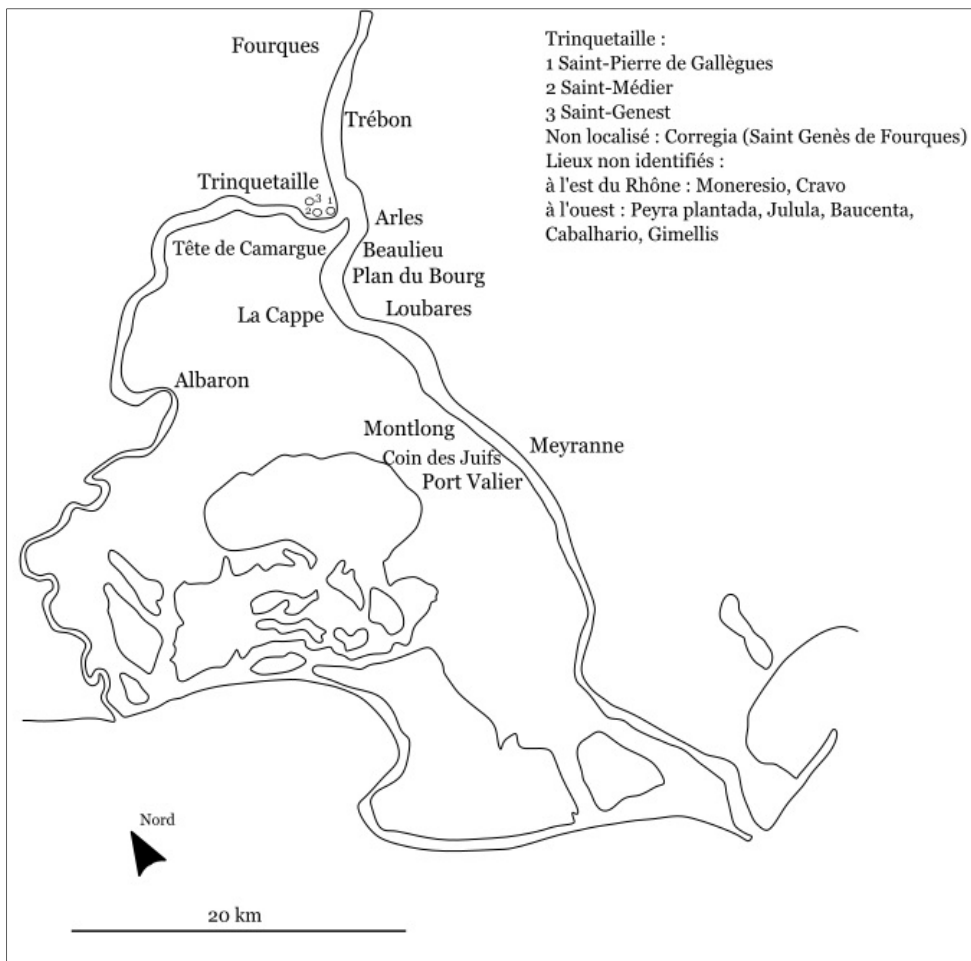 Fourques
Trébon
Trinquetaille
3
1
2
Arles
Tête de Camargue
Beaulieu
Plan du Bourg
Loubares
La Cappe
Albaron
Montlong
Meyranne
Coin des Juifs
Port Valier
Trinquetaille :
1 Saint-Pierre de Gallègues
2 Saint-Médier
3 Saint-Genest
Non localisé : Corregia (Saint Genès de Fourques)
Lieux non identifiés :
à l'est du Rhône : Moneresio, Cravo
à l'ouest : Peyra plantada, Julula, Baucenta,
Cabalhario, Gimellis
Nord
20 km